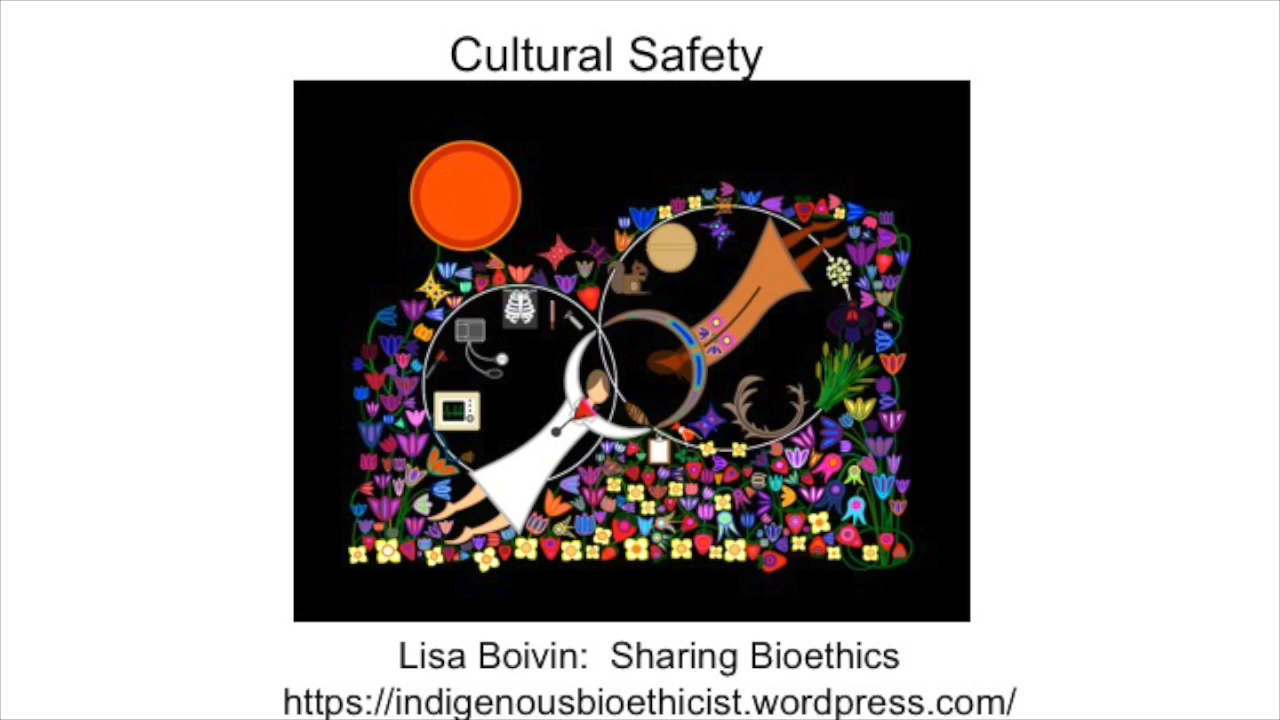 Cultural Safety
Lisa Boivin: Sharing Bioethics
https://indigenousbioethicist.wordpress.com/